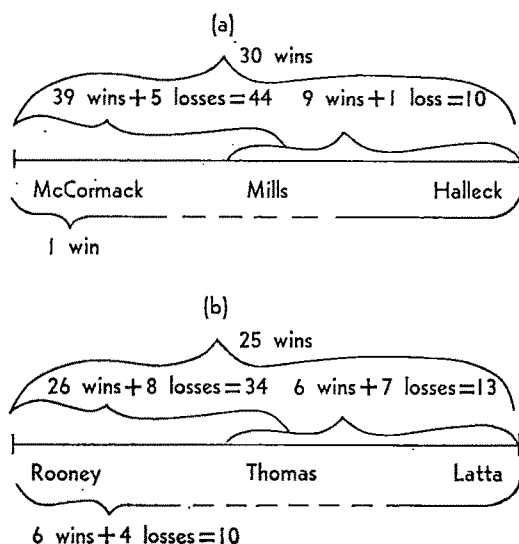 (a)
30 wins
39 wins+5 losses=44 9 wins+1 loss=10
McCormack Mills Halleck
1 win
(b)
25 wins
26 wins+8 losses=34 6 wins+7 losses=13
Rooney Thomas Latta
6 wins+4 losses=10